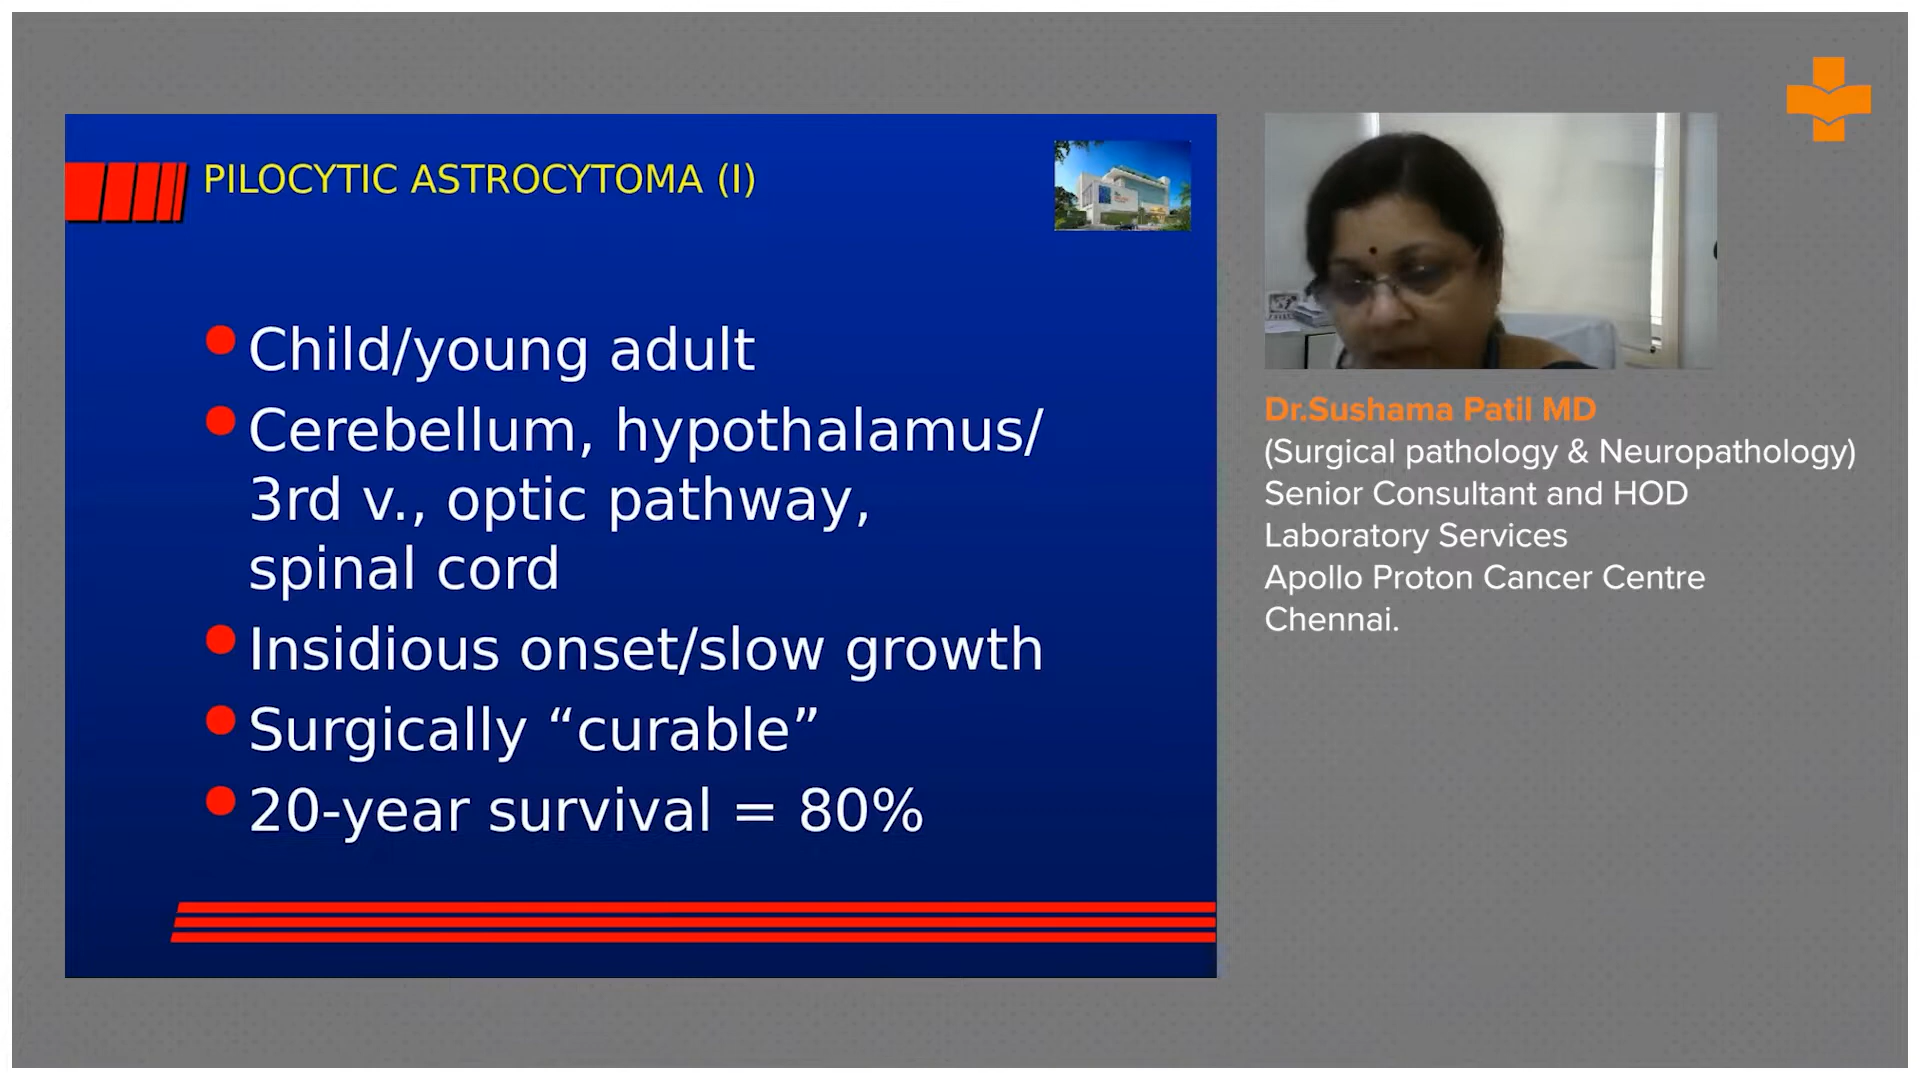 PILOCYTIC ASTROCYTOMA (I)
Child/young adult
Cerebellum, hypothalamus/
3rd v., optic pathway,
spinal cord
Insidious onset/slow growth
Surgically “curable”
20-year survival = 80%
Dr.Sushama Patil MD
(Surgical pathology & Neuropathology)
Senior Consultant and HOD
Laboratory Services
Apollo Proton Cancer Centre
Chennai.